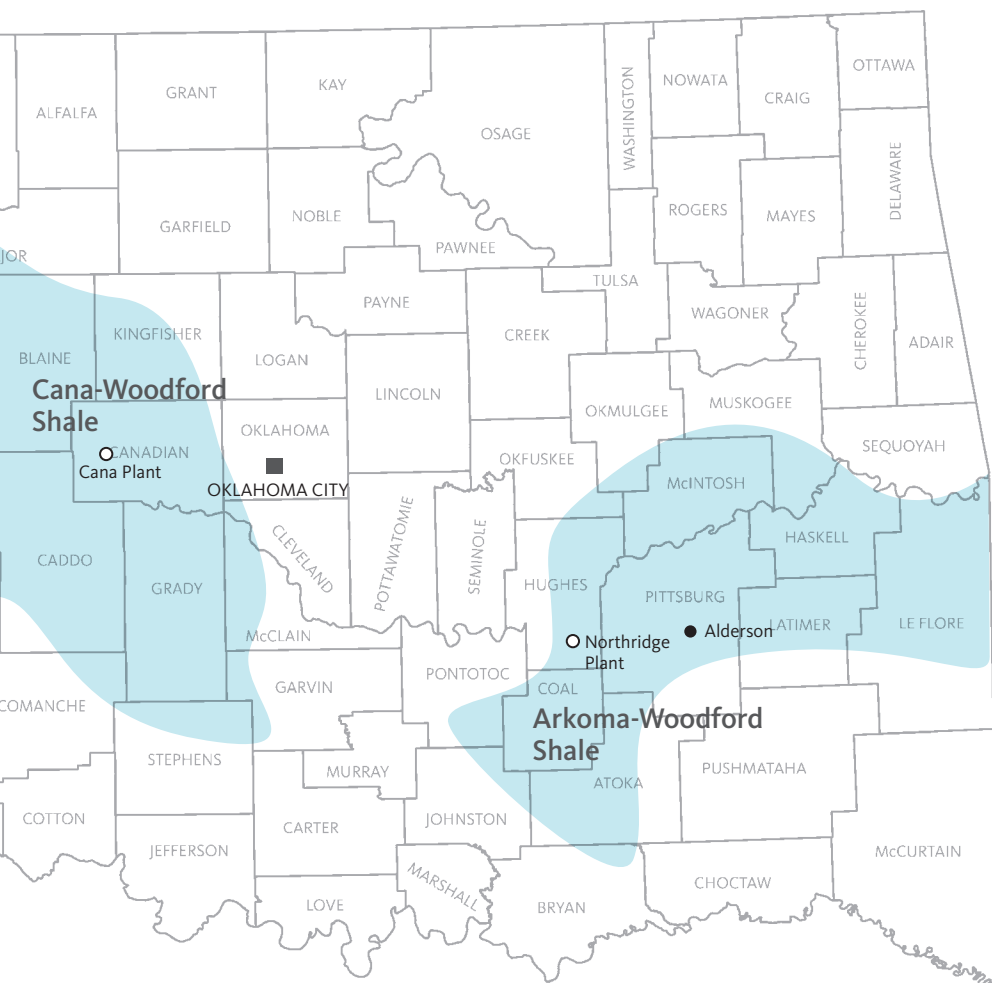 OTTAWA
NOWATA
KAY
GRANT
CRAIG
ALFALFA
WASHINGTON
OSAGE
DELAWARE
ROGERS
MAYES
NOBLE
GARFIELD
PAWNEE
JOR
TULSA
PAYNE
WAGONER
CHEROKEE
KINGFISHER
CREEK
ADAIR
BLAINE
LOGAN
Cana-Woodford
Shale
LINCOLN
MUSKOGEE
OKMULGEE
OKLAHOMA
SEQUOYAH
CANADIAN
Cana Plant
OKFUSKEE
McINTOSH
OKLAHOMA CITY
HASKELL
CLEVELAND
POTTAWATOMIE
SEMINOLE
CADDO
GRADY
HUGHES
PITTSBURG
LE FLORE
LATIMER
Alderson
McCLAIN
Northridge
Plant
PONTOTOC
GARVIN
COAL
COMANCHE
Arkoma-Woodford
Shale
STEPHENS
PUSHMATAHA
MURRAY
ATOKA
COTTON
JOHNSTON
CARTER
JEFFERSON
McCURTAIN
MARSHALL
CHOCTAW
LOVE
BRYAN